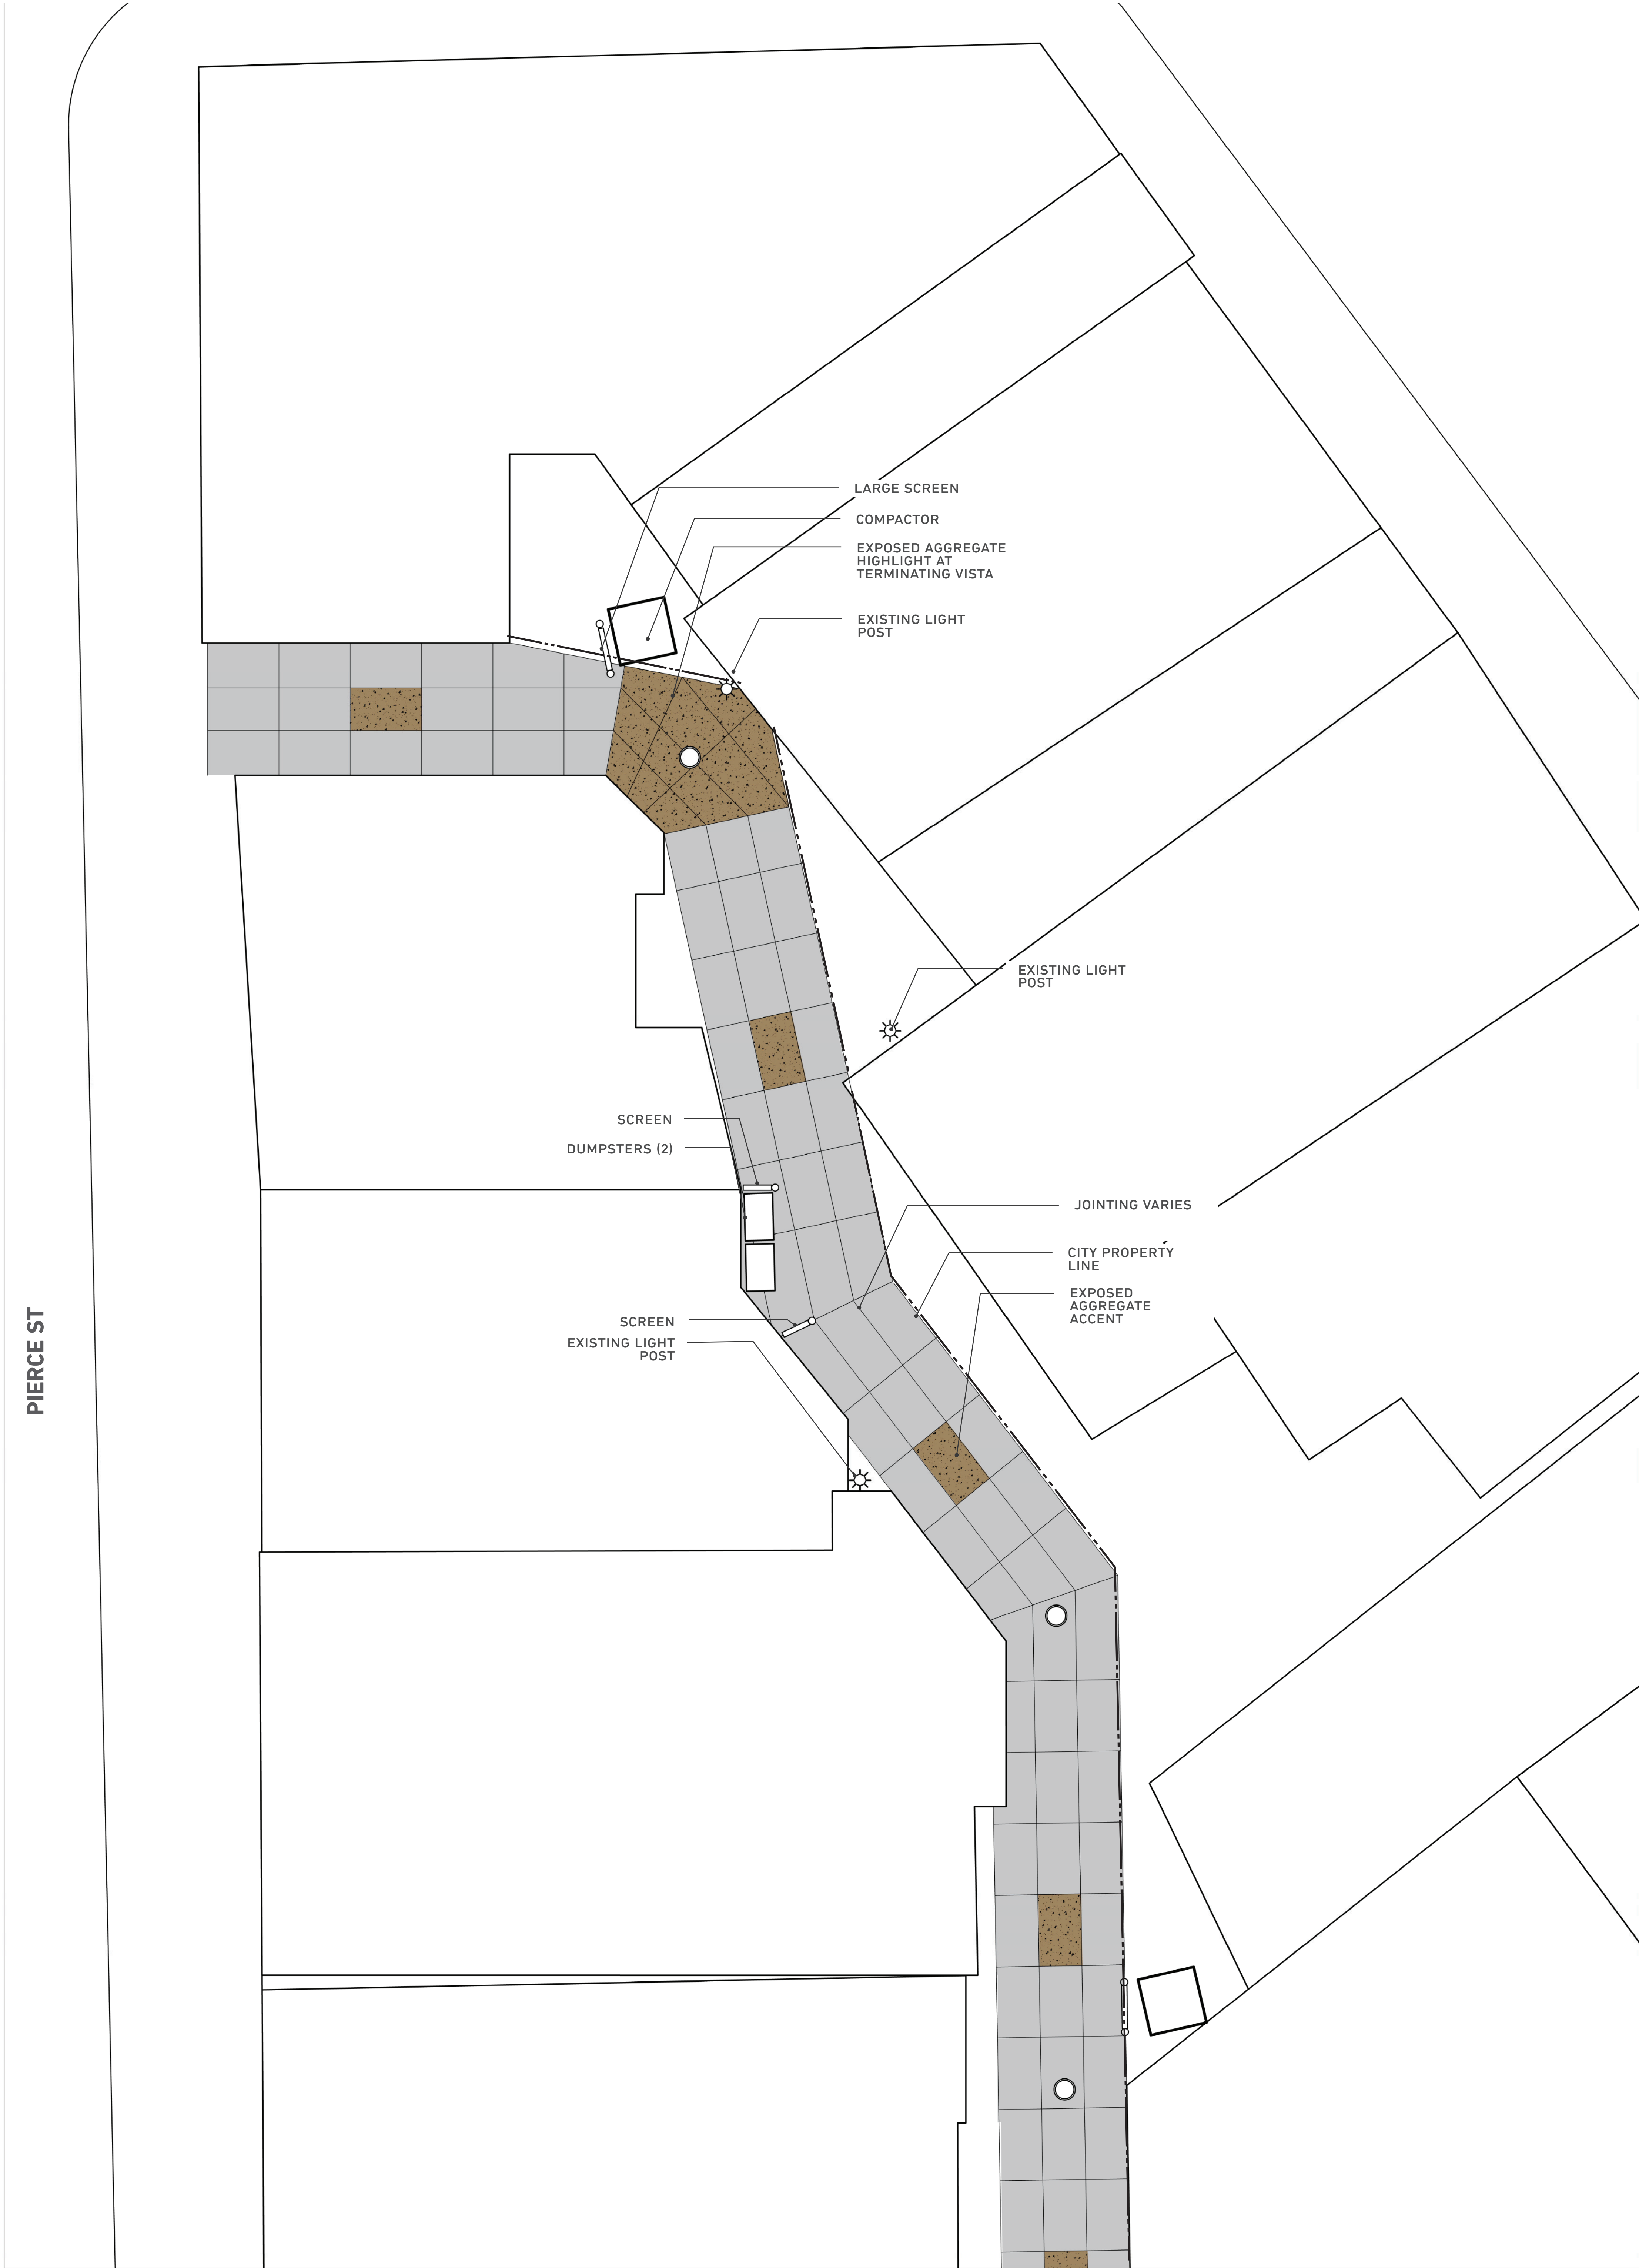 LARGE SCREEN
COMPACTOR
EXPOSED AGGREGATE
HIGHLIGHT AT
TERMINATING VISTA
EXISTING LIGHT
POST
EXISTING LIGHT
POST
SCREEN
DUMPSTERS (2)
JOINTING VARIES
CITY PROPERTY
LINE
EXPOSED
AGGREGATE
ACCENT
SCREEN
EXISTING LIGHT
POST
PIERCE ST